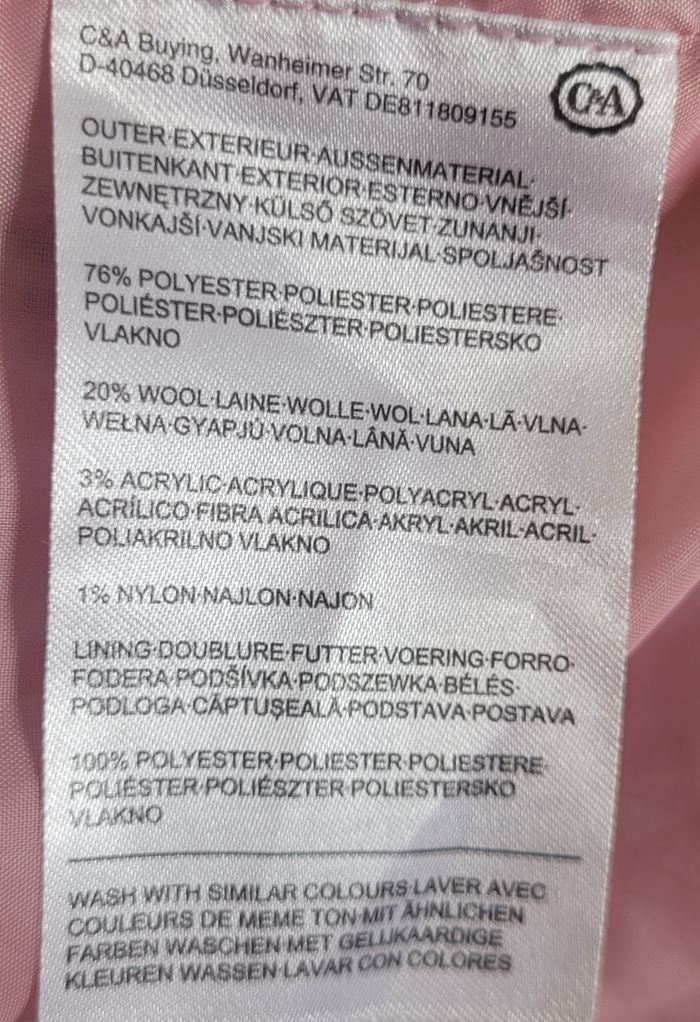 C&A Buying, Wanheimer Str. 70
D-40468 Düsseldorf, VAT DE811809155
C&A
OUTER·EXTERIEUR·AUSSENMATERIAL·
BUITENKANT·EXTERIOR·ESTERNO·VNĚJŠÍ·
ZEWNĘTRZNY·KÜLSŐ SZÖVET·ZUNANJI·
VONKAJŠÍ·VANJSKI MATERIJAL·SPOLJAŠNOST
76% POLYESTER·POLIESTER·POLIESTERE·
POLIÉSTER·POLIÉSZTER·POLIESTERSKO
VLAKNO
20% WOOL·LAINE·WOLLE·WOL·LANA·LÃ·VLNA·
WEŁNA·GYAPJÚ·VOLNA·LÂNĂ·VUNA
3% ACRYLIC·ACRYLIQUE·POLYACRYL·ACRYL·
ACRÍLICO·FIBRA ACRILICA·AKRYL·AKRIL·ACRIL·
POLIAKRILNO VLAKNO
1% NYLON·NAJLON·NAJON
LINING·DOUBLURE·FUTTER·VOERING·FORRO·
FODERA·PODŠÍVKA·PODSZEWKA·BÉLÉS·
PODLOGA·CĂPTUȘEALĂ·PODSTAVA·POSTAVA
100% POLYESTER·POLIESTER·POLIESTERE·
POLIÉSTER·POLIÉSZTER·POLIESTERSKO
VLAKNO
WASH WITH SIMILAR COLOURS·LAVER AVEC
COULEURS DE MEME TON·MIT ÄHNLICHEN
FARBEN WASCHEN·MET GELIJKAARDIGE
KLEUREN WASSEN·LAVAR CON COLORES